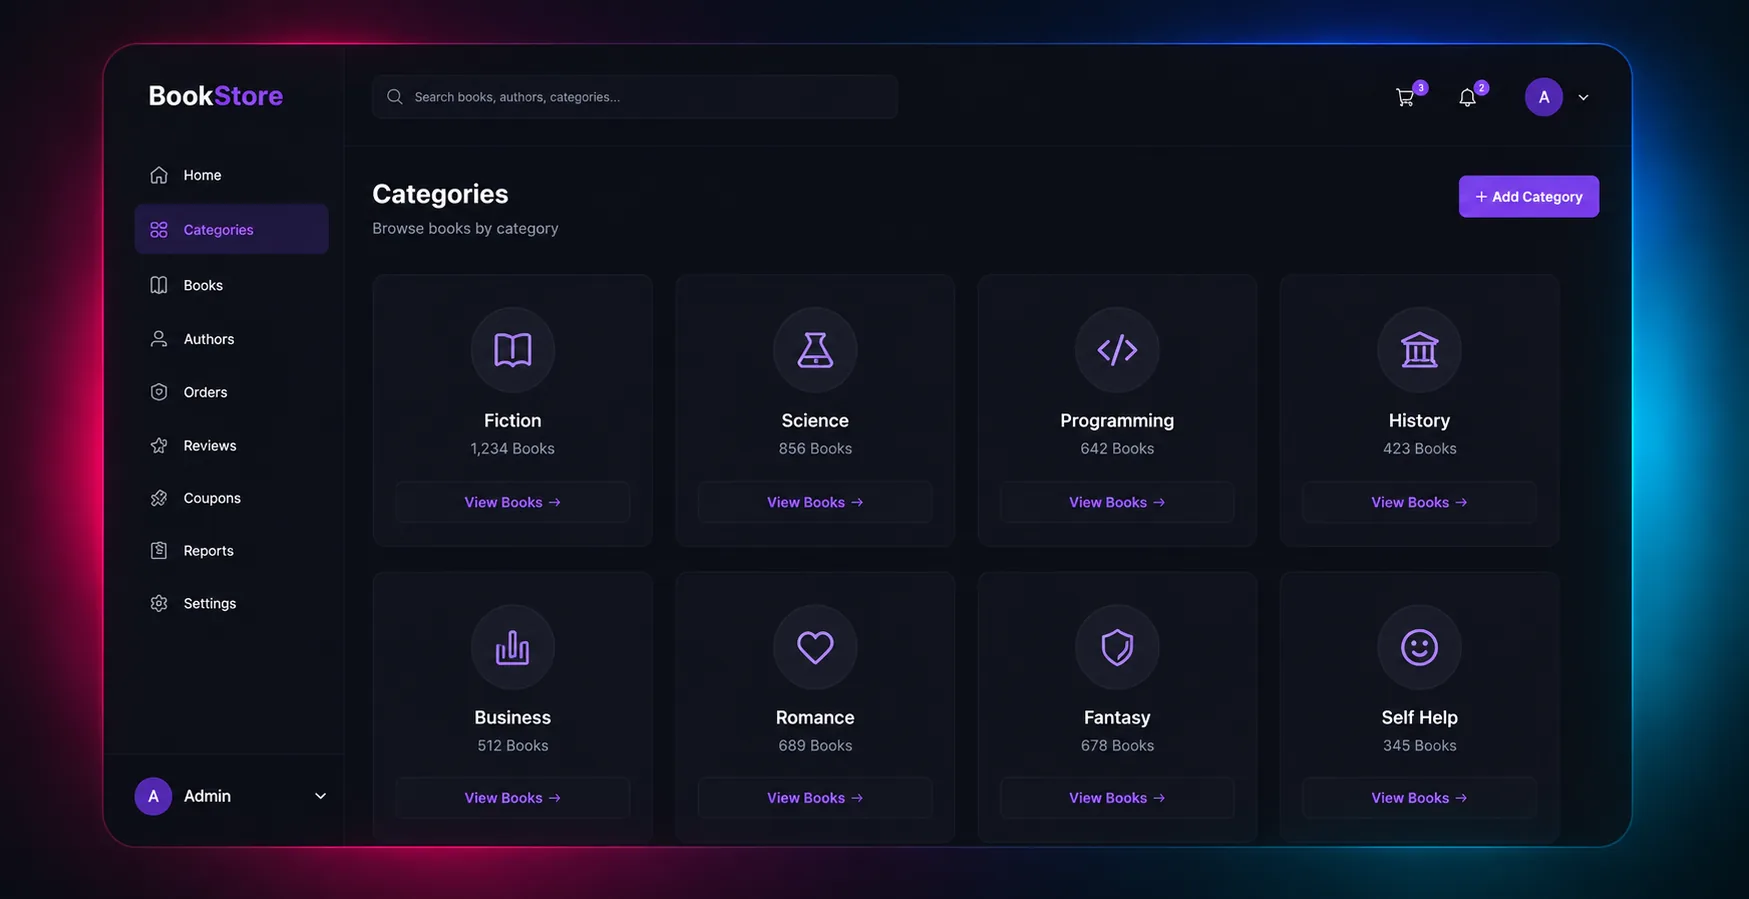 BookStore
Search books, authors, categories...
3
2
A
Home
Categories
Books
Authors
Orders
Reviews
Coupons
Reports
Settings
A Admin
Categories
+ Add Category
Browse books by category
Fiction
1,234 Books
View Books →
Science
856 Books
View Books →
Programming
642 Books
View Books →
History
423 Books
View Books →
Business
512 Books
View Books →
Romance
689 Books
View Books →
Fantasy
678 Books
View Books →
Self Help
345 Books
View Books →